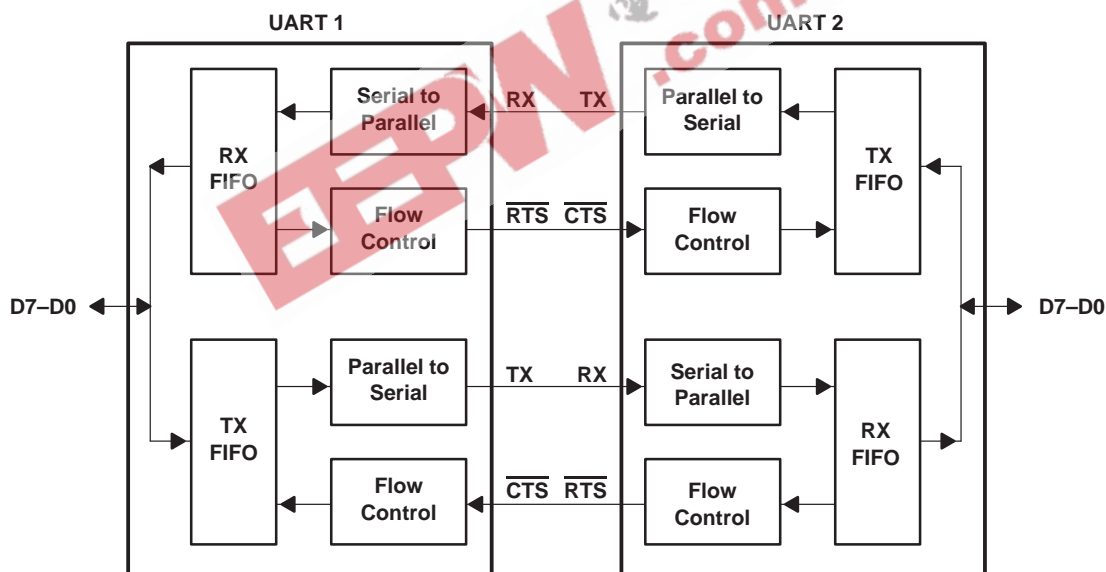 UART 1
UART 2
Serial to
Parallel
RX
TX
Parallel to
Serial
RX
FIFO
TX
FIFO
Flow
Control
RTS
CTS
Flow
Control
D7–D0
D7–D0
Parallel to
Serial
TX
RX
Serial to
Parallel
TX
FIFO
RX
FIFO
Flow
Control
CTS
RTS
Flow
Control
EEPW
.com